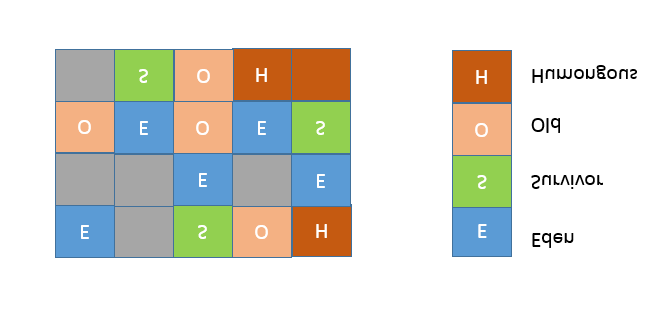 S O H
O E O E S
E E
E S O H
H Humongous
O Old
S Survivor
E Eden